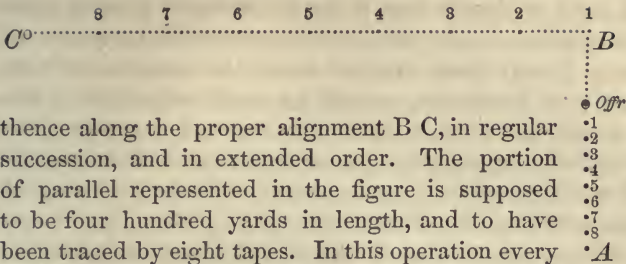 8 7 6 5 4 3 2 1
C B
Offr
thence along the proper alignment B C, in regular
succession, and in extended order. The portion
of parallel represented in the figure is supposed
to be four hundred yards in length, and to have
been traced by eight tapes. In this operation every
1
2
3
4
5
6
7
8
A